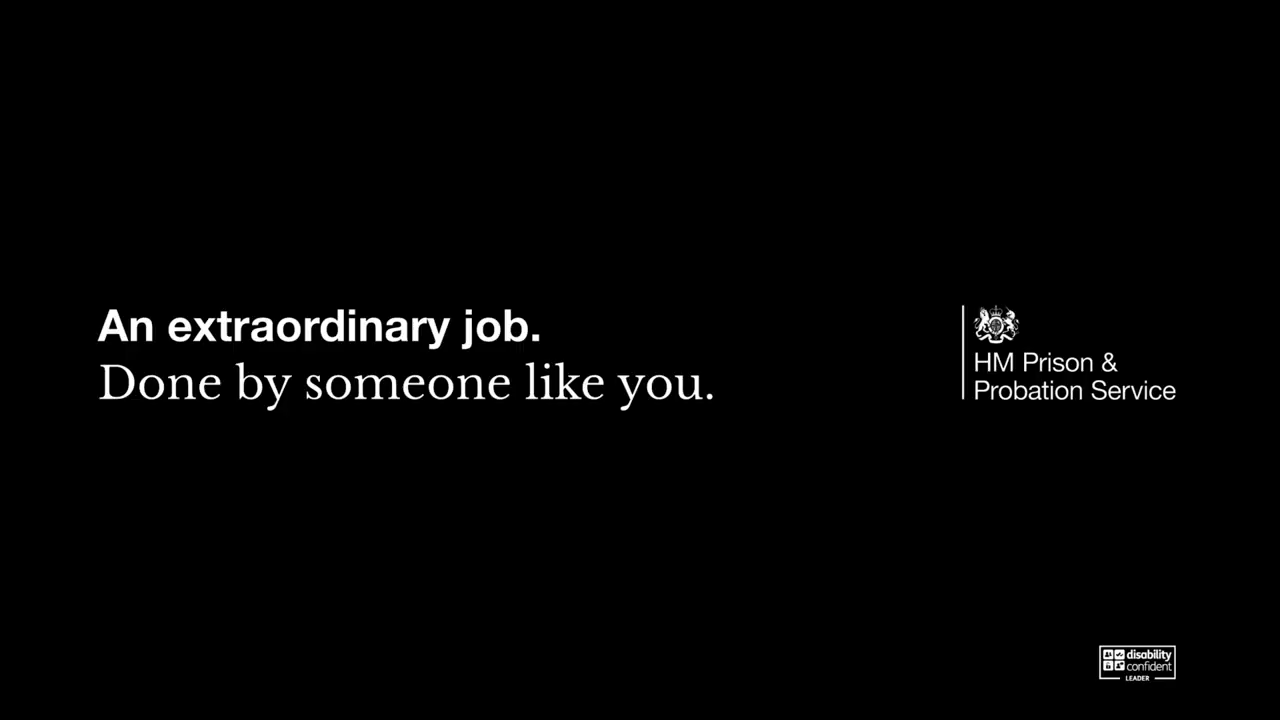 An extraordinary job.
Done by someone like you.
HM Prison &
Probation Service
disability
confident
LEADER